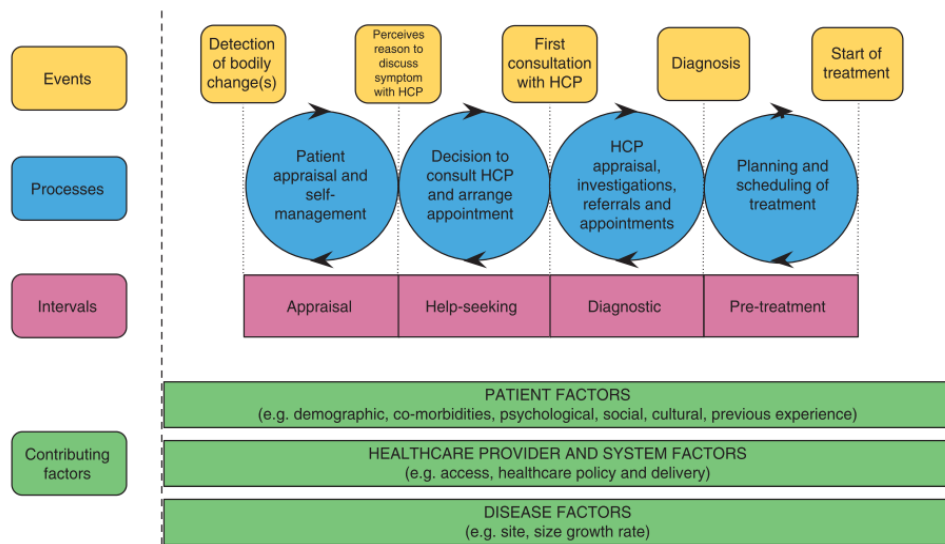 Events
Detection
of bodily
change(s)
Perceives
reason to
discuss
symptom
with HCP
First
consultation
with HCP
Diagnosis
Start of
treatment
Processes
Patient
appraisal and
self-
management
Decision to
consult HCP
and arrange
appointment
HCP
appraisal,
investigations,
referrals and
appointments
Planning and
scheduling of
treatment
Intervals
Appraisal
Help-seeking
Diagnostic
Pre-treatment
Contributing
factors
PATIENT FACTORS
(e.g. demographic, co-morbidities, psychological, social, cultural, previous experience)
HEALTHCARE PROVIDER AND SYSTEM FACTORS
(e.g. access, healthcare policy and delivery)
DISEASE FACTORS
(e.g. site, size growth rate)